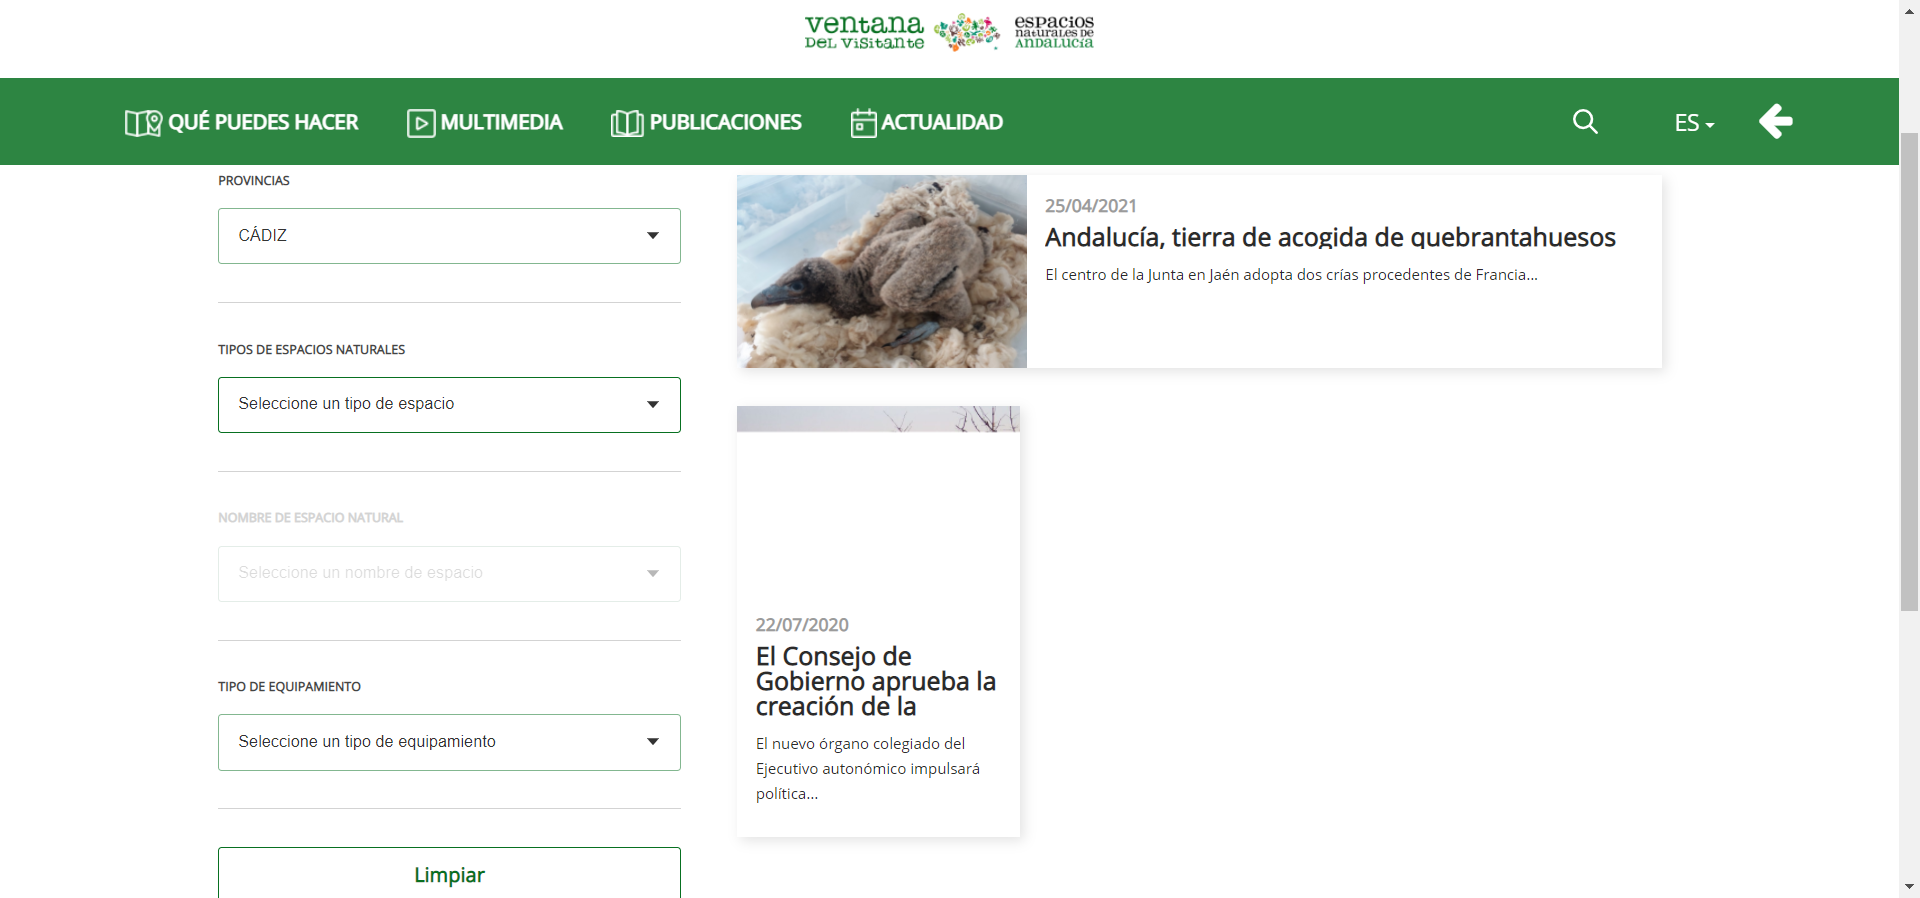 ventana
DEL VISITANTE
espacios
naturales DE
ANDALUCÍA
QUÉ PUEDES HACER
MULTIMEDIA
PUBLICACIONES
ACTUALIDAD
ES
PROVINCIAS
CÁDIZ
TIPOS DE ESPACIOS NATURALES
Seleccione un tipo de espacio
NOMBRE DE ESPACIO NATURAL
Seleccione un nombre de espacio
TIPO DE EQUIPAMIENTO
Seleccione un tipo de equipamiento
Limpiar
25/04/2021
Andalucía, tierra de acogida de quebrantahuesos
El centro de la Junta en Jaén adopta dos crías procedentes de Francia...
22/07/2020
El Consejo de
Gobierno aprueba la
creación de la
El nuevo órgano colegiado del
Ejecutivo autonómico impulsará
política...